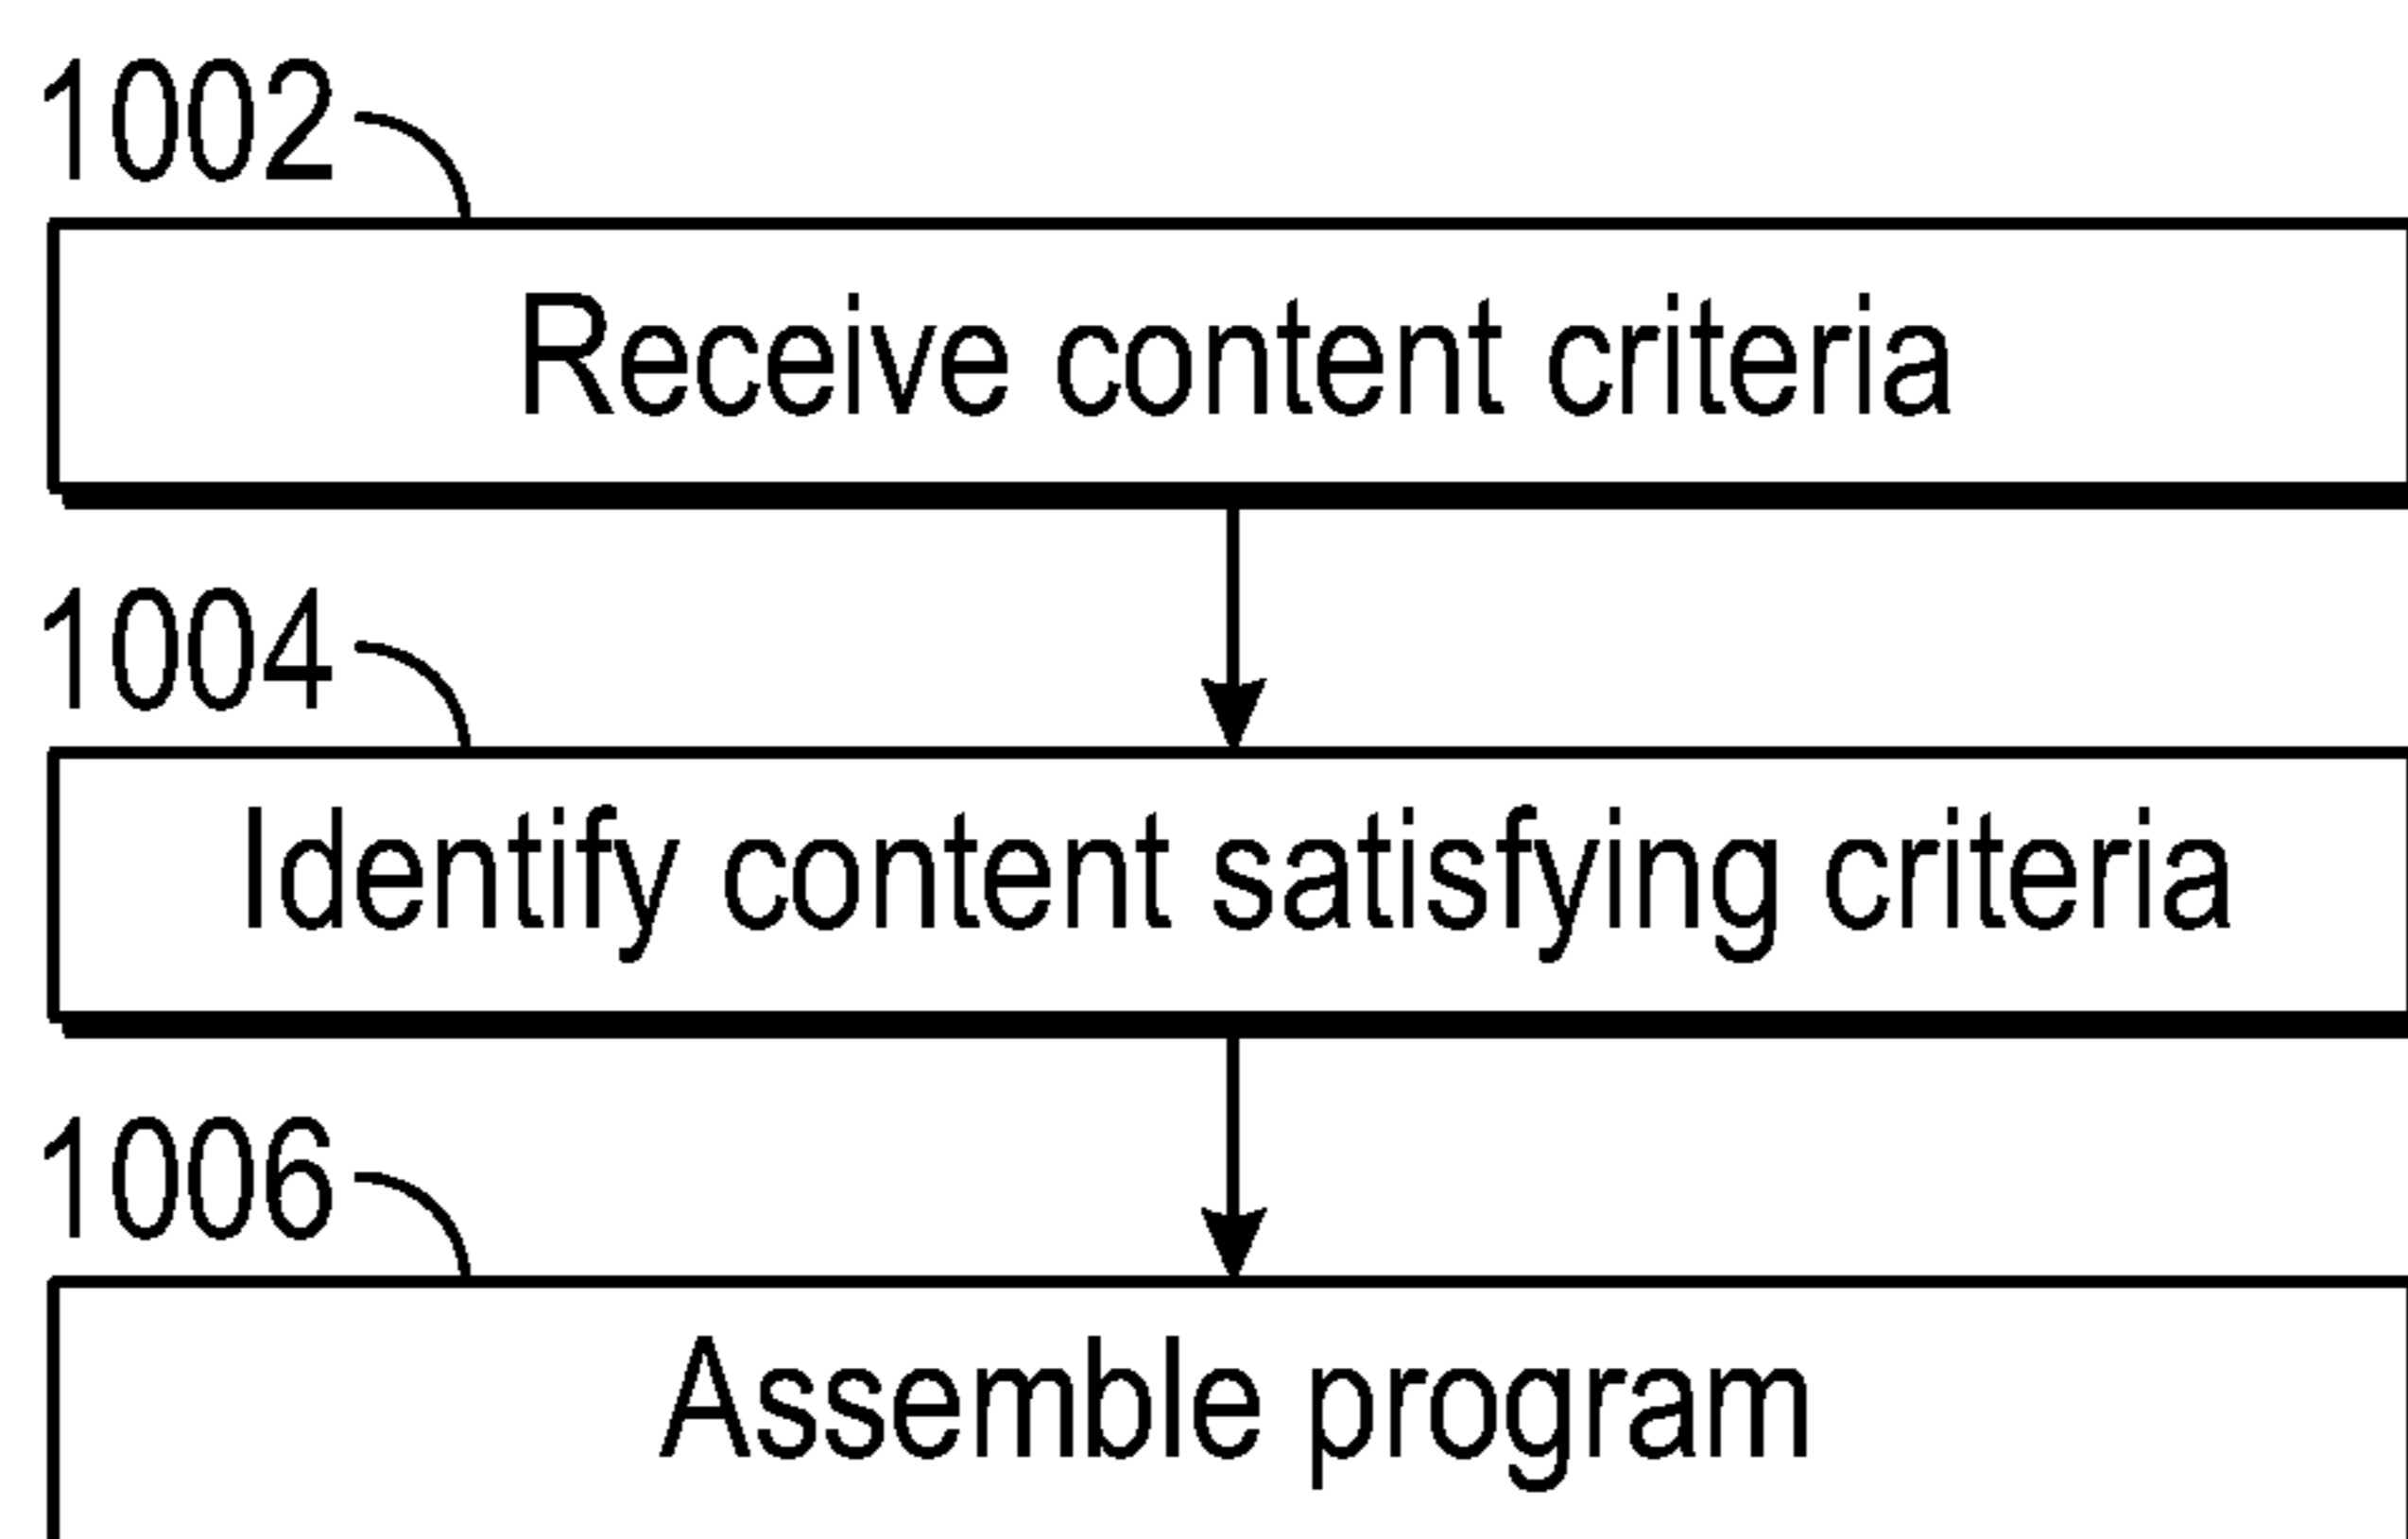 1002
Receive content criteria
1004
Identify content satisfying criteria
1006
Assemble program